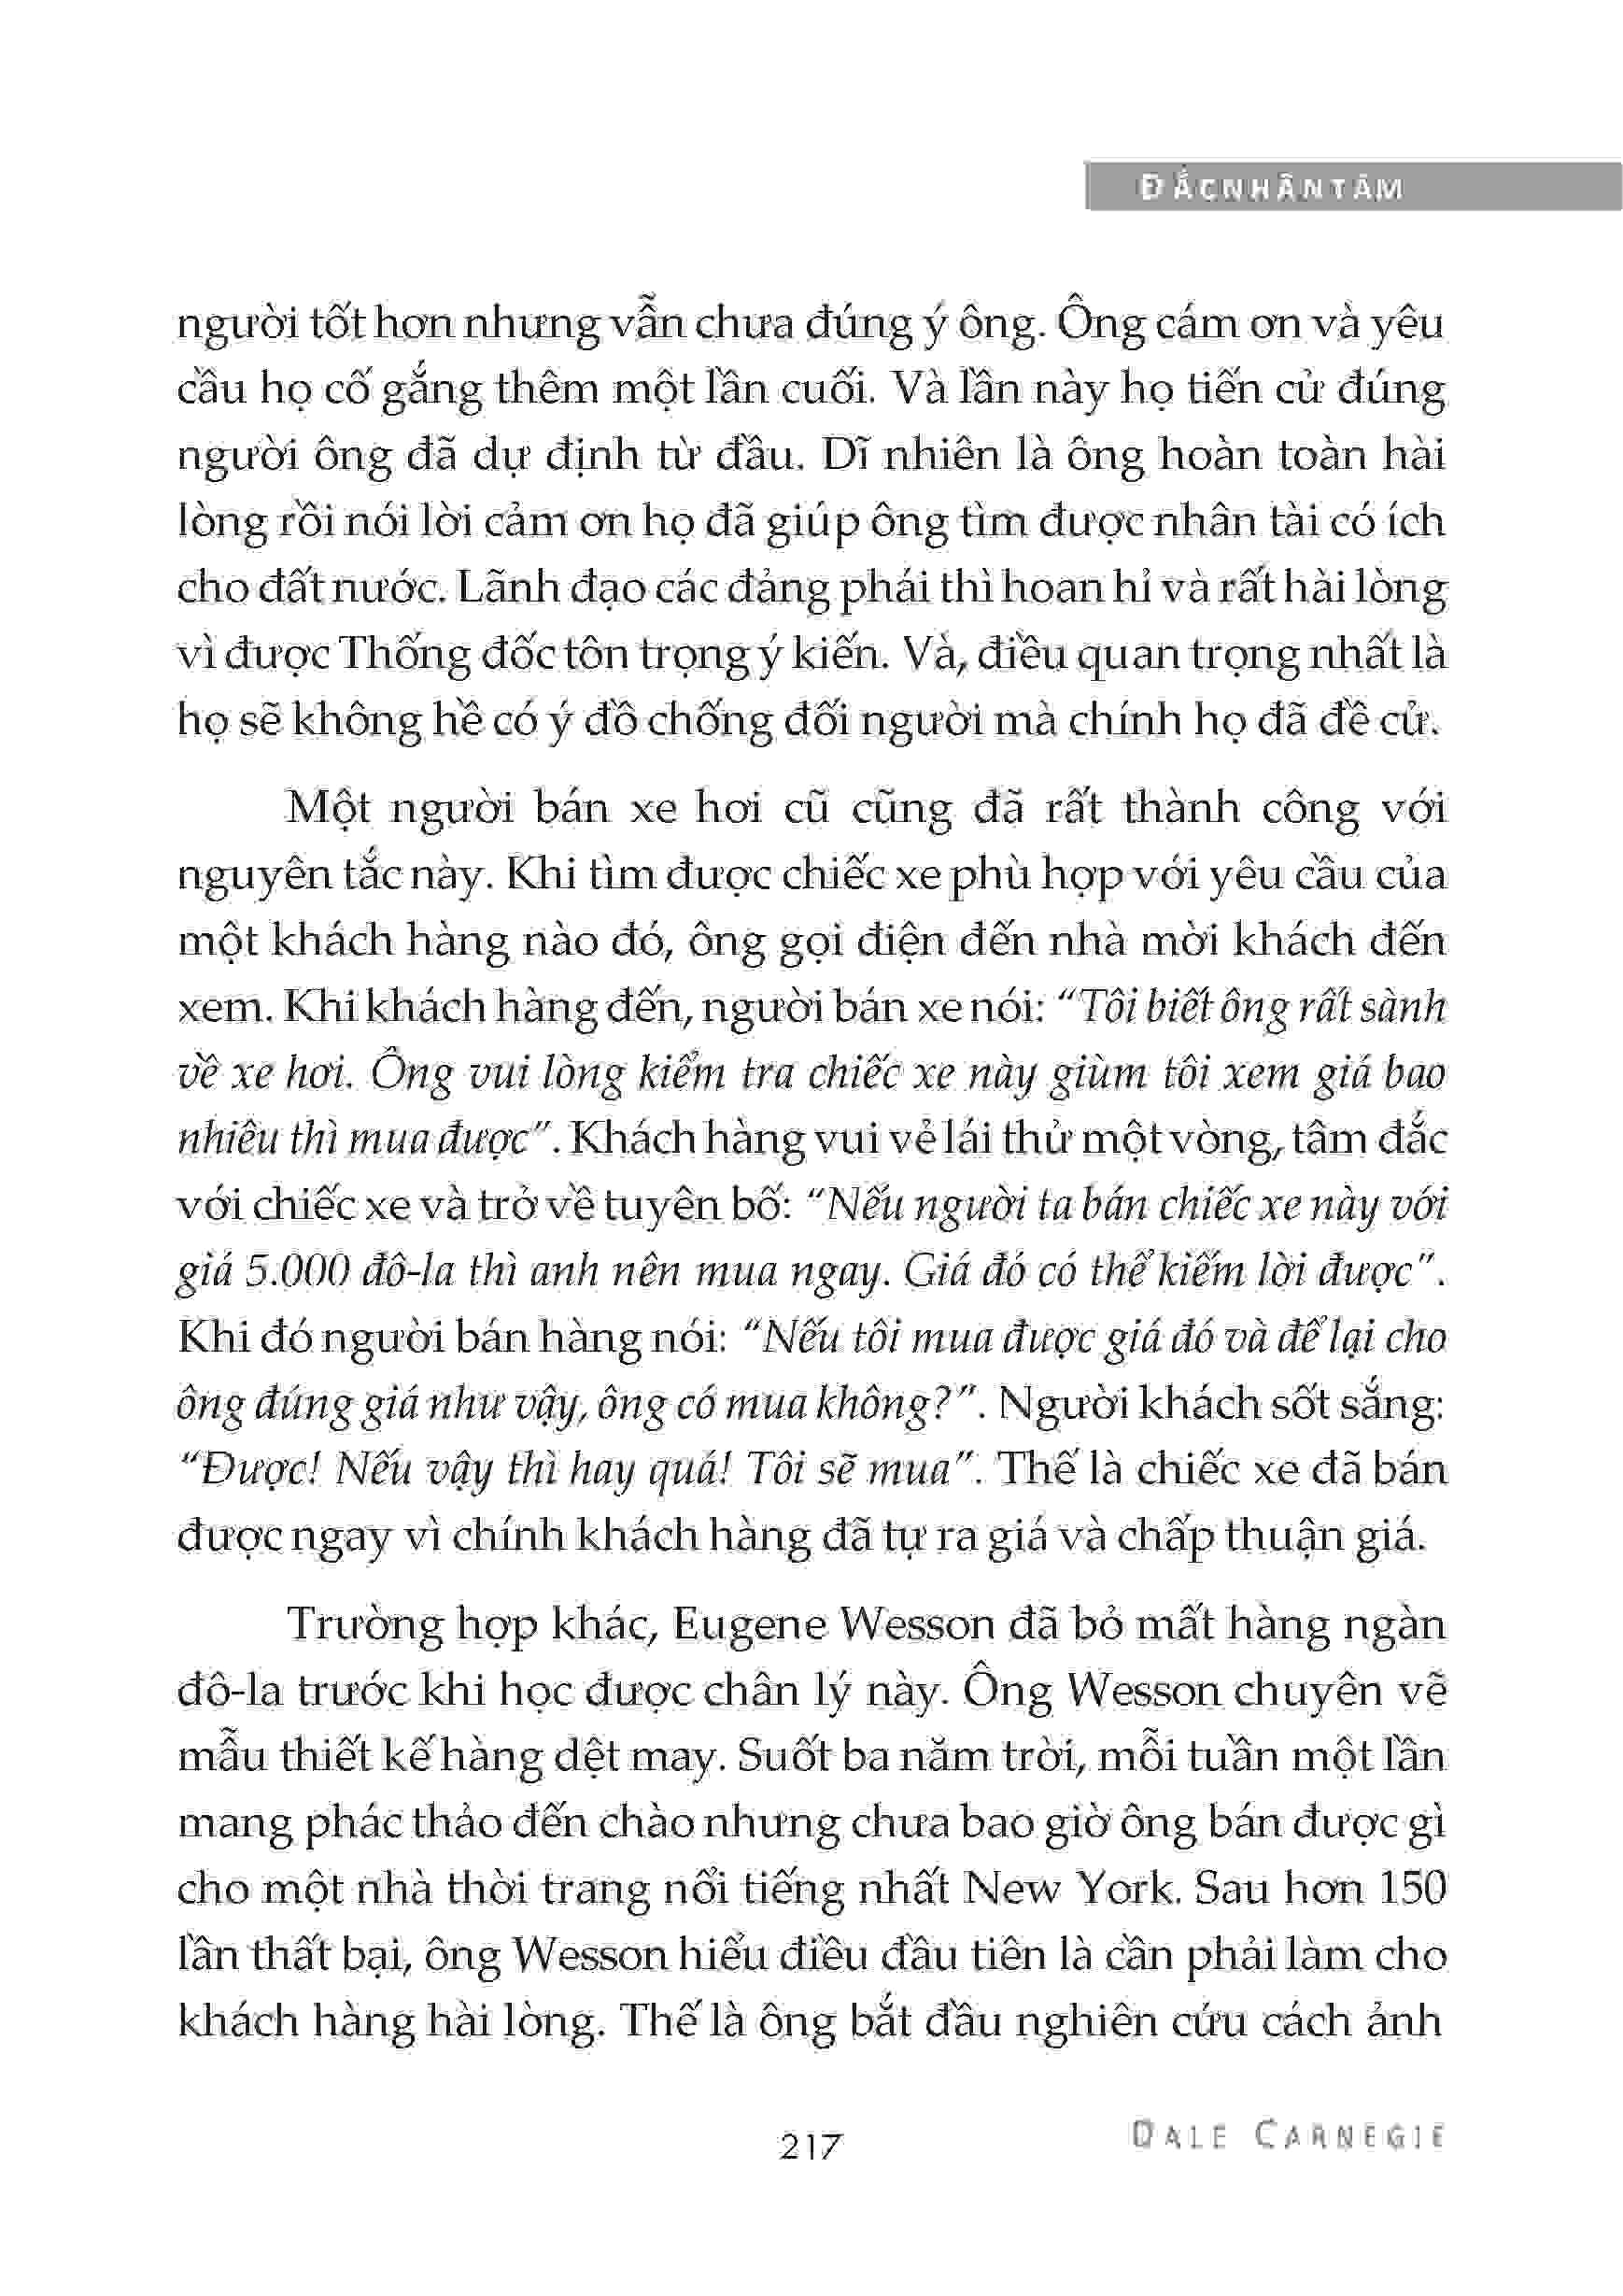 ĐẮCNHÂNTÂM
người tốt hơn nhưng vẫn chưa đúng ý ông. Ông cám ơn và yêu
cầu họ cố gắng thêm một lần cuối. Và lần này họ tiến cử đúng
người ông đã dự định từ đầu. Dĩ nhiên là ông hoàn toàn hài
lòng rồi nói lời cảm ơn họ đã giúp ông tìm được nhân tài có ích
cho đất nước. Lãnh đạo các đảng phái thì hoan hỉ và rất hài lòng
vì được Thống đốc tôn trọng ý kiến. Và, điều quan trọng nhất là
họ sẽ không hề có ý đồ chống đối người mà chính họ đã đề cử.
Một người bán xe hơi cũ cũng đã rất thành công với
nguyên tắc này. Khi tìm được chiếc xe phù hợp với yêu cầu của
một khách hàng nào đó, ông gọi điện đến nhà mời khách đến
xem. Khi khách hàng đến, người bán xe nói: “Tôi biết ông rất sành
về xe hơi. Ông vui lòng kiểm tra chiếc xe này giùm tôi xem giá bao
nhiêu thì mua được”. Khách hàng vui vẻ lái thử một vòng, tâm đắc
với chiếc xe và trở về tuyên bố: “Nếu người ta bán chiếc xe này với
giá 5.000 đô-la thì anh nên mua ngay. Giá đó có thể kiếm lời được”.
Khi đó người bán hàng nói: “Nếu tôi mua được giá đó và để lại cho
ông đúng giá như vậy, ông có mua không?”. Người khách sốt sắng:
“Được! Nếu vậy thì hay quá! Tôi sẽ mua”. Thế là chiếc xe đã bán
được ngay vì chính khách hàng đã tự ra giá và chấp thuận giá.
Trường hợp khác, Eugene Wesson đã bỏ mất hàng ngàn
đô-la trước khi học được chân lý này. Ông Wesson chuyên vẽ
mẫu thiết kế hàng dệt may. Suốt ba năm trời, mỗi tuần một lần
mang phác thảo đến chào nhưng chưa bao giờ ông bán được gì
cho một nhà thời trang nổi tiếng nhất New York. Sau hơn 150
lần thất bại, ông Wesson hiểu điều đầu tiên là cần phải làm cho
khách hàng hài lòng. Thế là ông bắt đầu nghiên cứu cách ảnh
217
DALE CARNEGIE